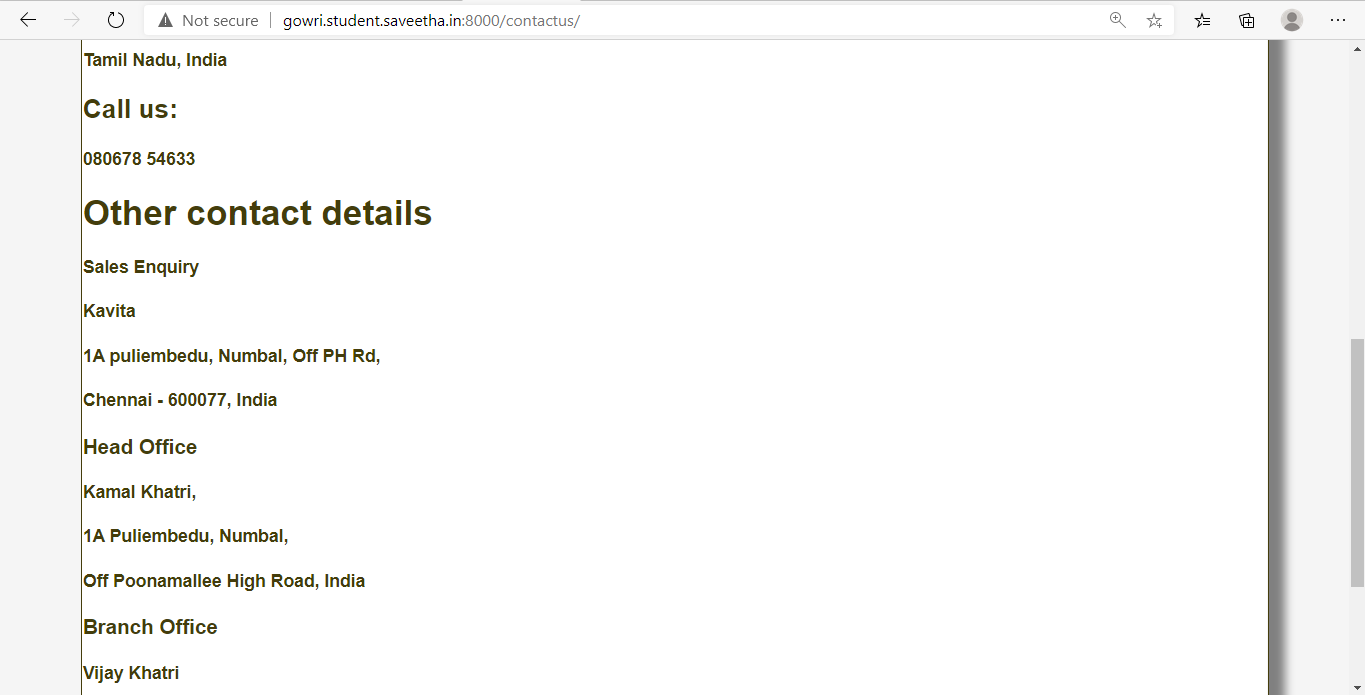 Not secure
gowri.student.saveetha.in:8000/contactus/
Tamil Nadu, India
Call us:
080678 54633
Other contact details
Sales Enquiry
Kavita
1A puliembedu, Numbal, Off PH Rd,
Chennai - 600077, India
Head Office
Kamal Khatri,
1A Puliembedu, Numbal,
Off Poonamallee High Road, India
Branch Office
Vijay Khatri